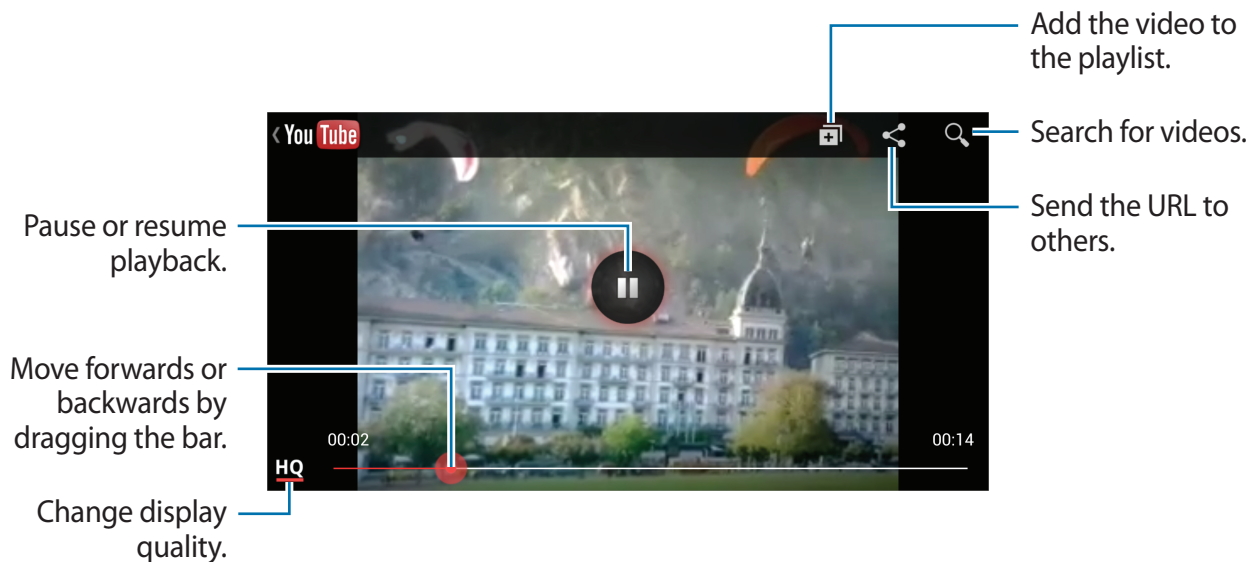 Add the video to
the playlist.
You Tube
Search for videos.
Send the URL to
others.
Pause or resume
playback.
Move forwards or
backwards by
dragging the bar.
00:02
00:14
HQ
Change display
quality.